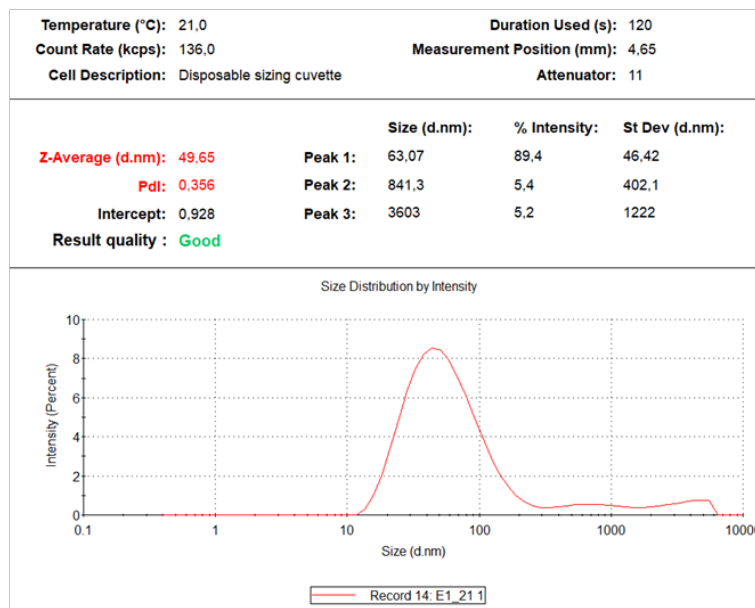 Temperature (°C): 21,0 Duration Used (s): 120
Count Rate (kcps): 136,0 Measurement Position (mm): 4,65
Cell Description: Disposable sizing cuvette Attenuator: 11
Size (d.nm): % Intensity: St Dev (d.nm):
Z-Average (d.nm): 49,65 Peak 1: 63,07 89,4 46,42
PdI: 0,356 Peak 2: 841,3 5,4 402,1
Intercept: 0,928 Peak 3: 3603 5,2 1222
Result quality : Good
Size Distribution by Intensity
10
8
6
4
2
0
Intensity (Percent)
0.1 1 10 100 1000 10000
Size (d.nm)
Record 14: E1_21 1